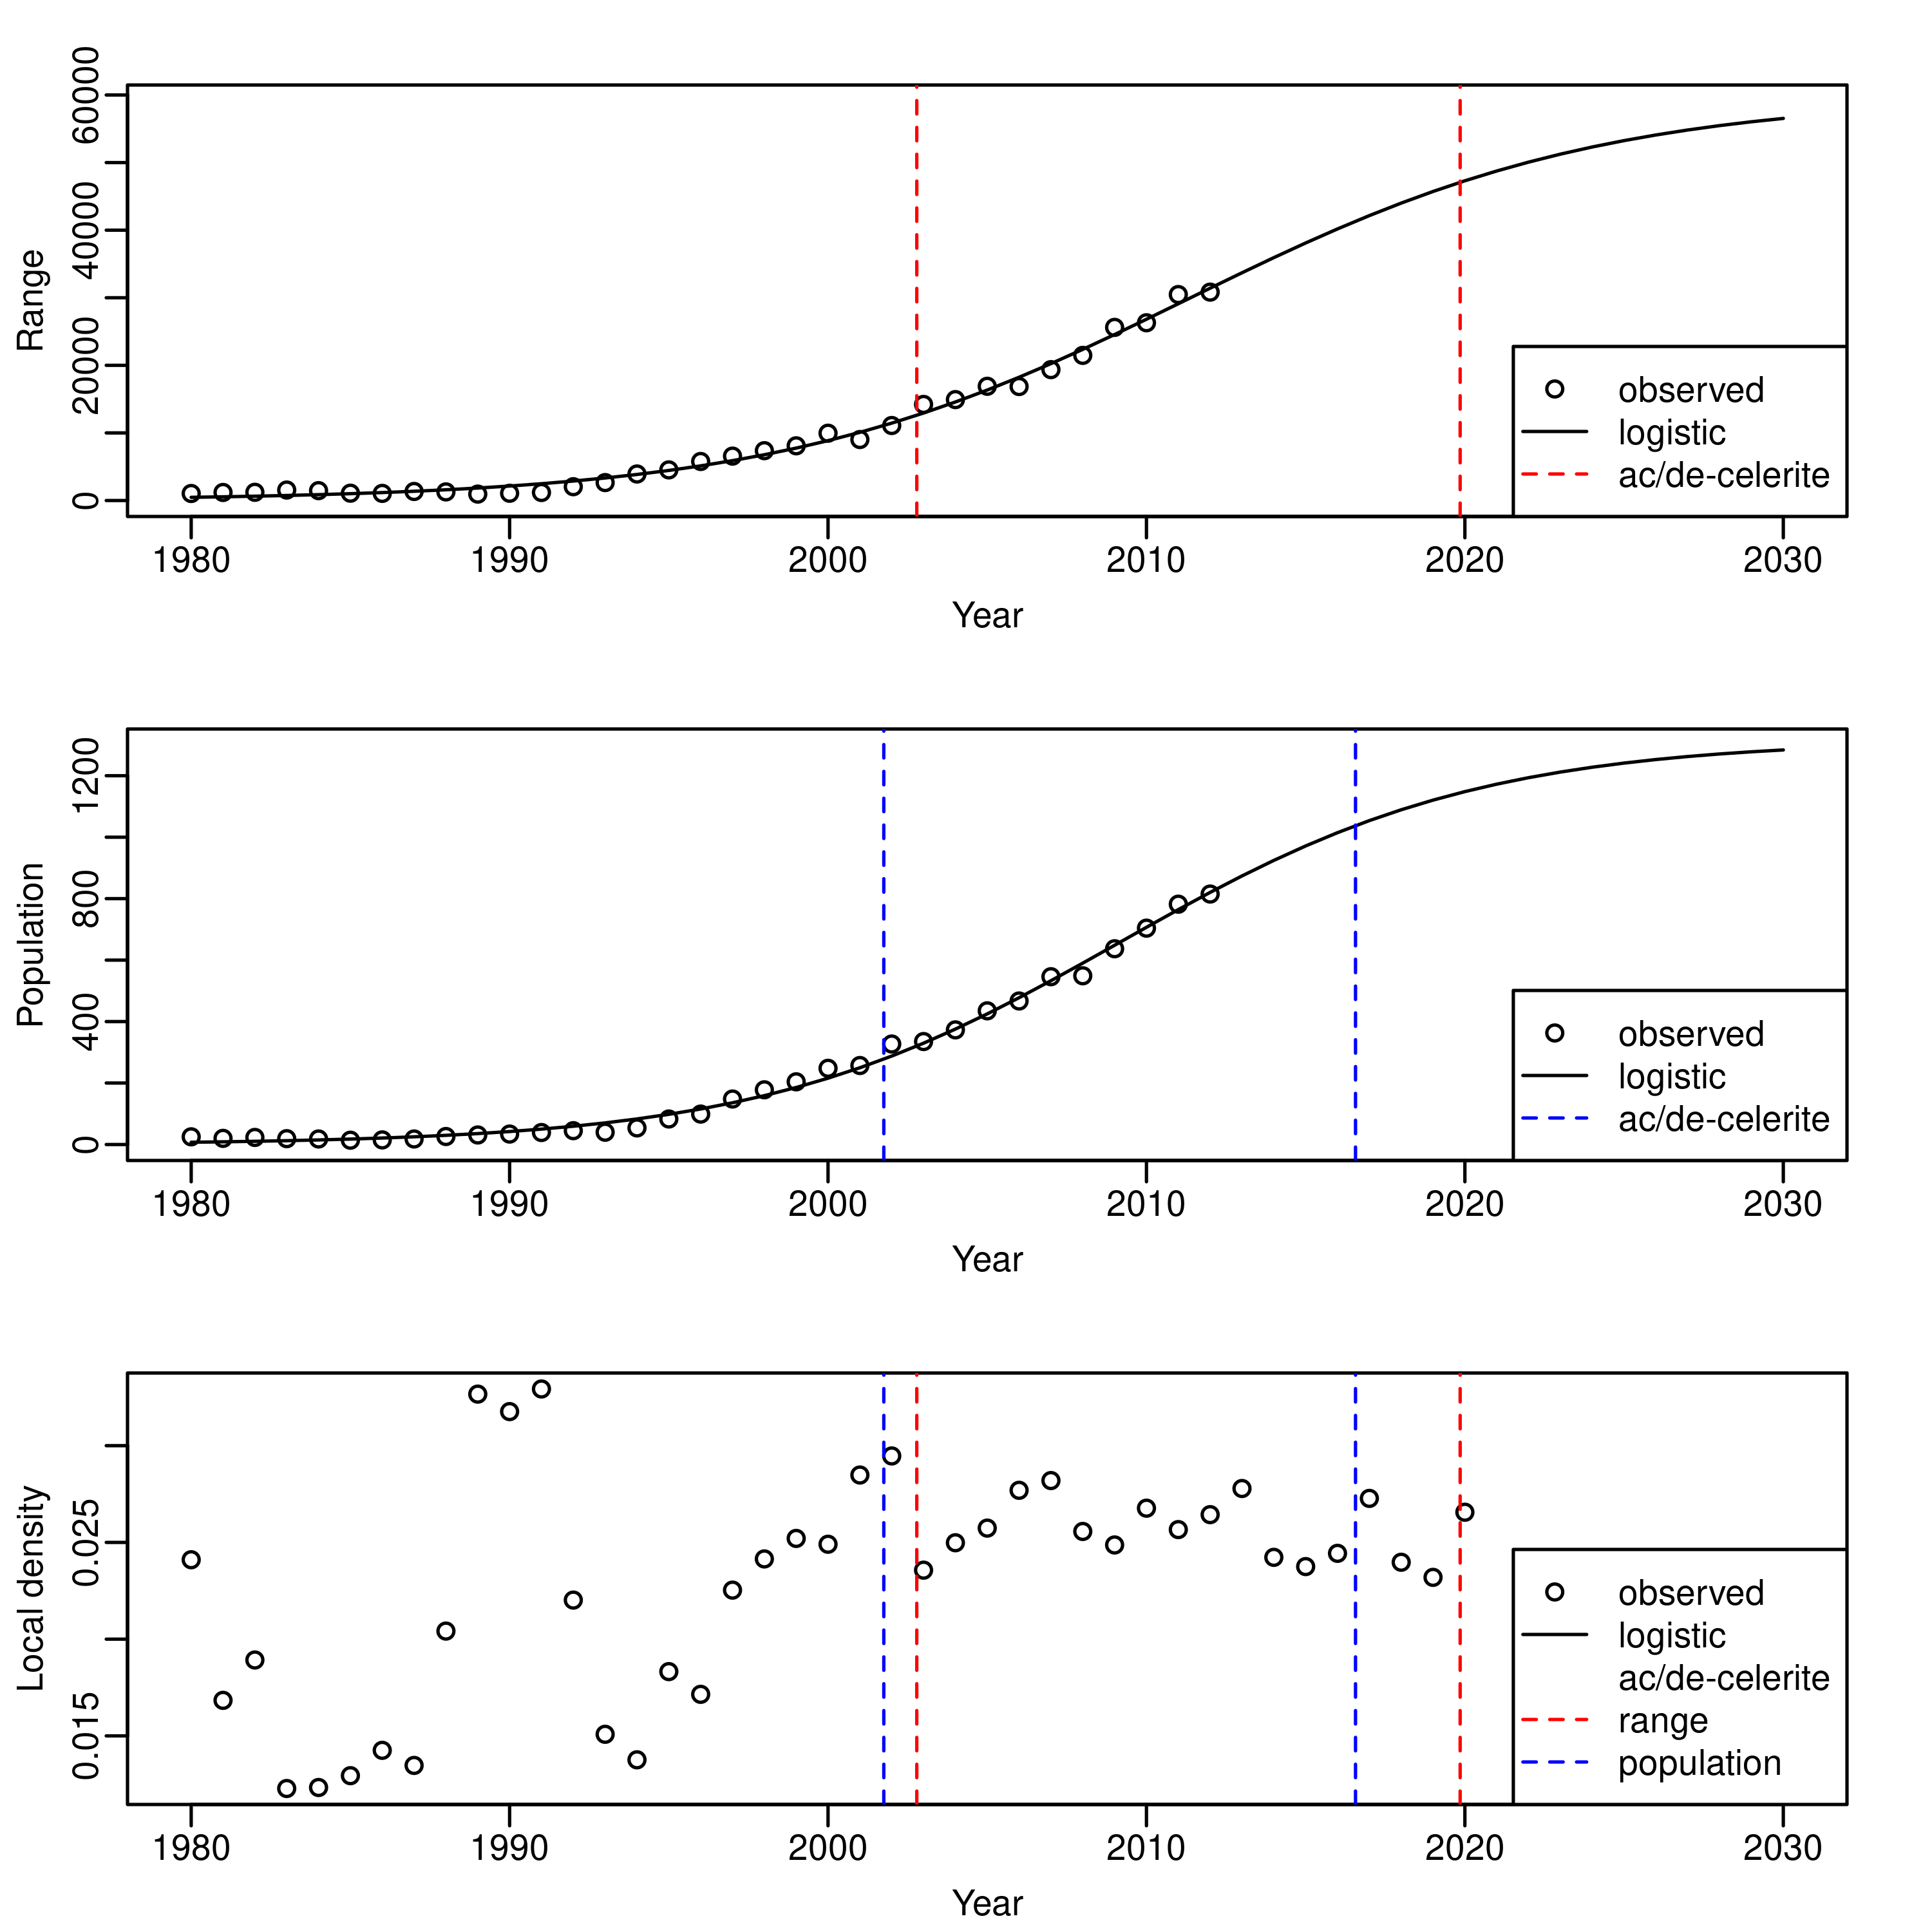 60000
40000
20000
0
Range
observed
logistic
ac/de-celerite
1980 1990 2000 2010 2020 2030
Year
1200
800
400
0
Population
observed
logistic
ac/de-celerite
1980 1990 2000 2010 2020 2030
Year
0.025
0.015
Local density
observed
logistic
ac/de-celerite
range
population
1980 1990 2000 2010 2020 2030
Year